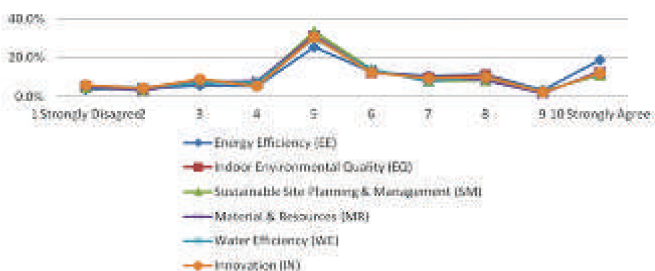 40.0%
20.0%
0.0%
1 Strongly Disagree 2 3 4 5 6 7 8 9 10 Strongly Agree
Energy Efficiency (EE)
Indoor Environmental Quality (EQ)
Sustainable Site Planning & Management (SM)
Material & Resources (MR)
Water Efficiency (WE)
Innovation (IN)